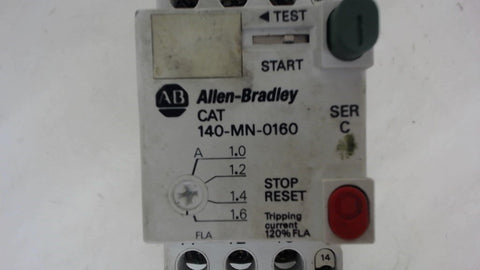 ◄ TEST
START
AB Allen-Bradley
CAT
140-MN-0160
SER
C
A 1.0
1.2
1.4
1.6
FLA
STOP
RESET
Tripping
current
120% FLA
14